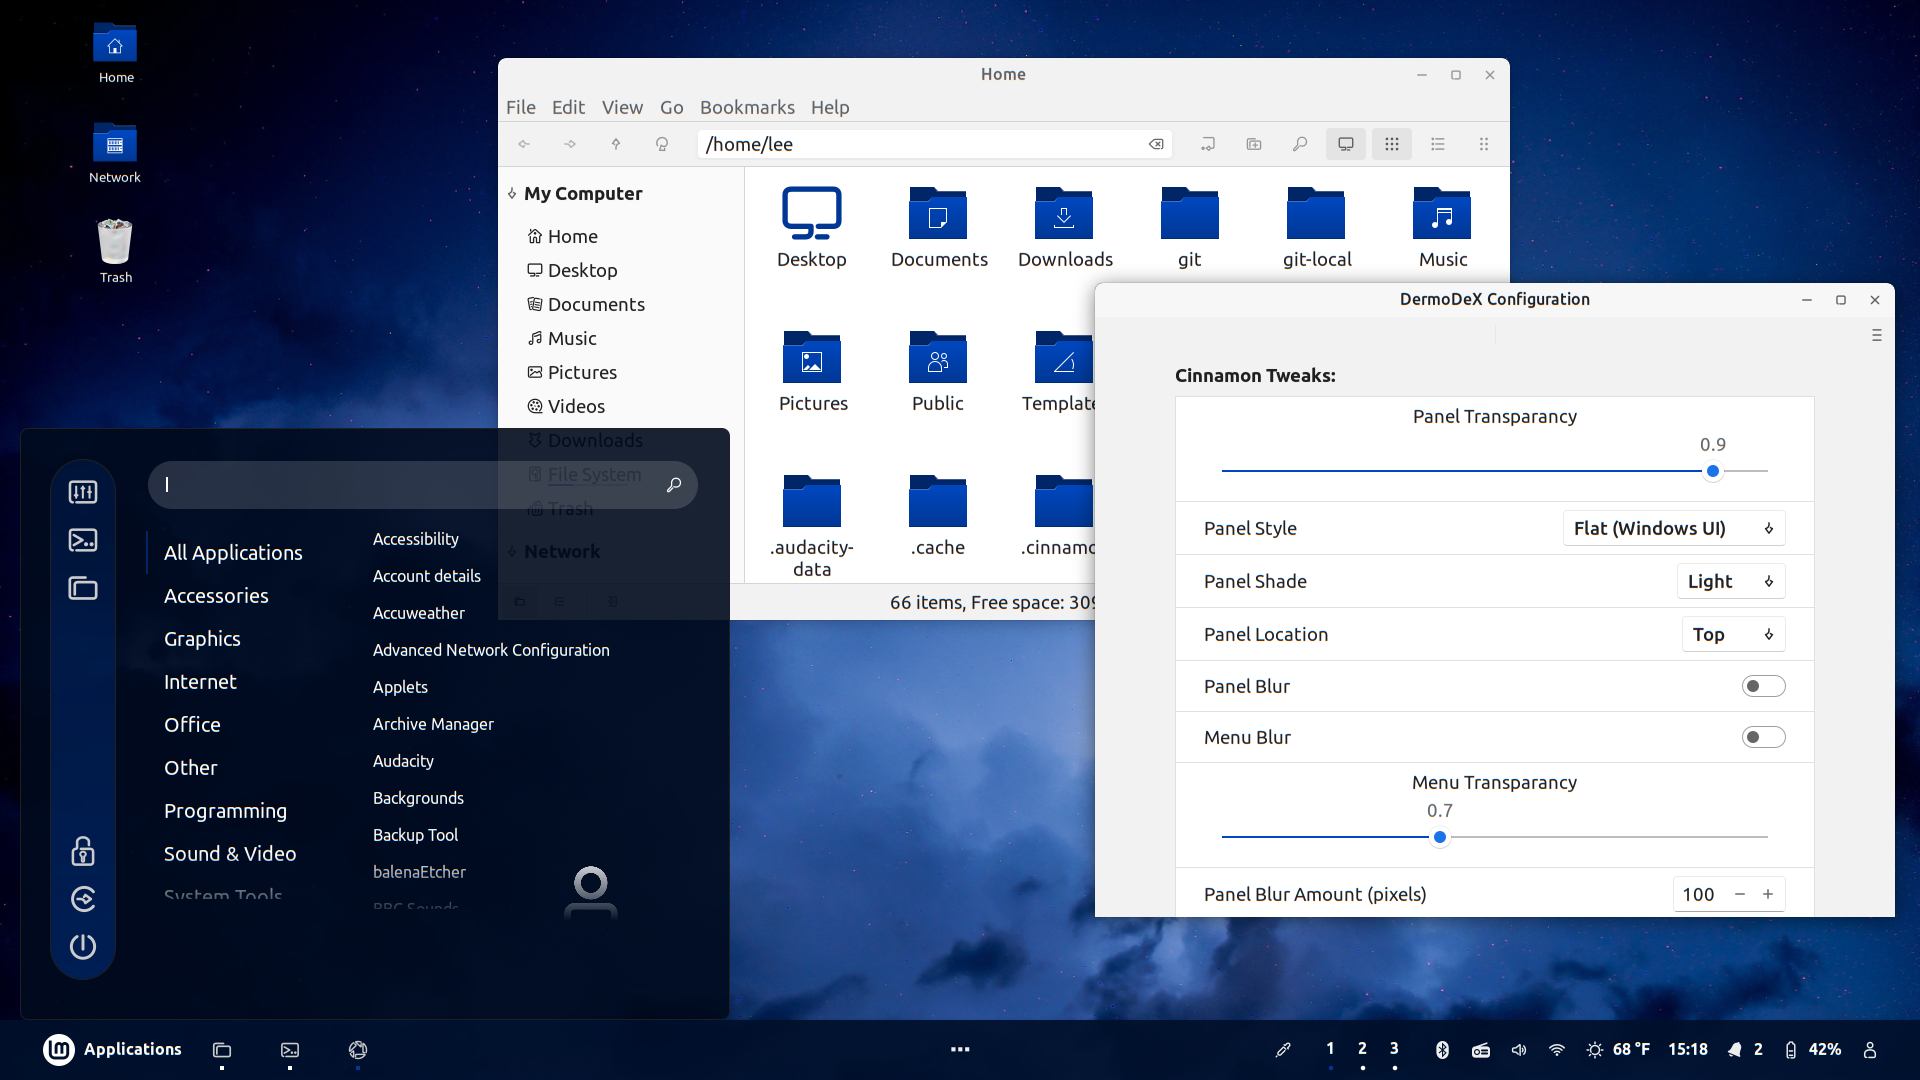 Home
Network
Trash
Home
File Edit View Go Bookmarks Help
/home/lee
My Computer
Home
Desktop
Documents
Music
Pictures
Videos
Downloads
File System
Trash
Network
Desktop Documents Downloads git git-local Music
Pictures Public Template
.audacity-
data
.cache .cinnamo
66 items, Free space: 309
DermoDeX Configuration
Cinnamon Tweaks:
Panel Transparancy
0.9
Panel Style Flat (Windows UI)
Panel Shade Light
Panel Location Top
Panel Blur
Menu Blur
Menu Transparancy
0.7
Panel Blur Amount (pixels) 100 − +
All Applications
Accessories
Graphics
Internet
Office
Other
Programming
Sound & Video
System Tools
Accessibility
Account details
Accuweather
Advanced Network Configuration
Applets
Archive Manager
Audacity
Backgrounds
Backup Tool
balenaEtcher
BBC Sounds
Applications ••• 1 2 3 68 °F 15:18 2 42%